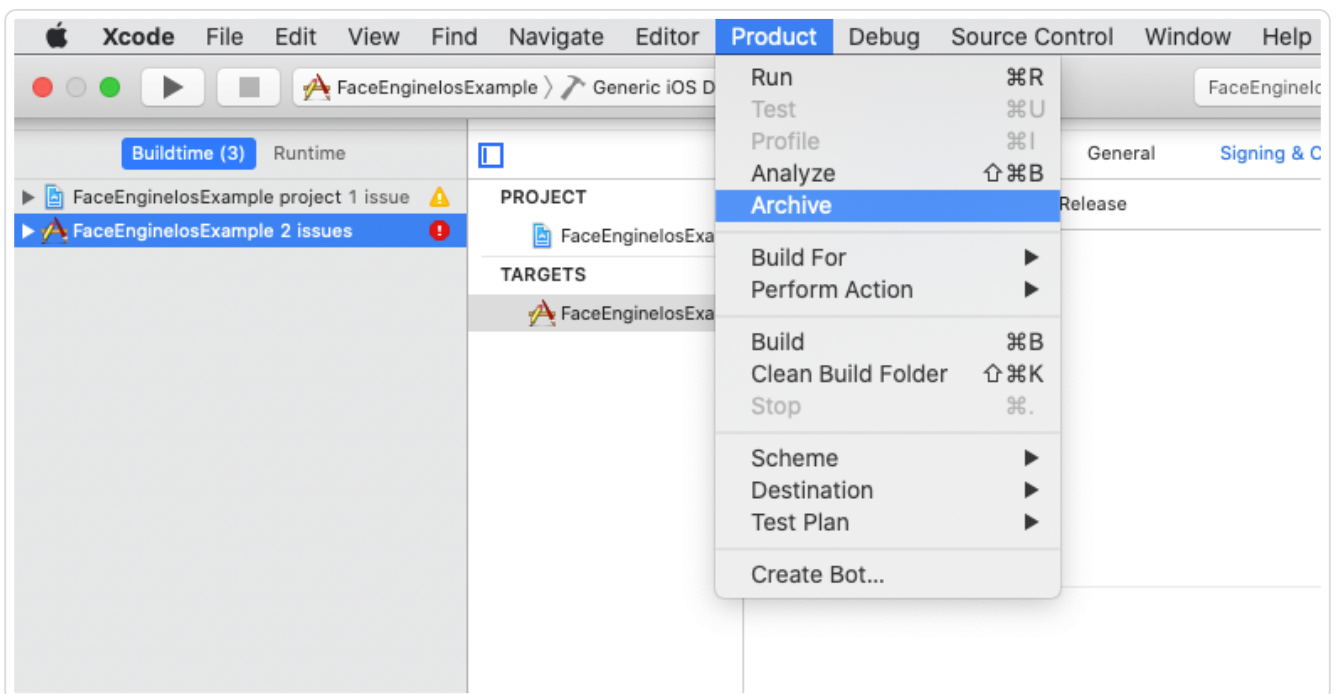 Xcode File Edit View Find Navigate Editor Product Debug Source Control Window Help
FaceEngineIosExample 〉 Generic iOS D
FaceEngineIo
Buildtime (3) Runtime
FaceEngineIosExample project 1 issue
FaceEngineIosExample 2 issues
PROJECT
FaceEngineIosExa
TARGETS
FaceEngineIosExa
Run ⌘R
Test ⌘U
Profile ⌘I
Analyze ⇧⌘B
Archive
Build For ▶
Perform Action ▶
Build ⌘B
Clean Build Folder ⇧⌘K
Stop ⌘.
Scheme ▶
Destination ▶
Test Plan ▶
Create Bot...
General Signing & C
Release